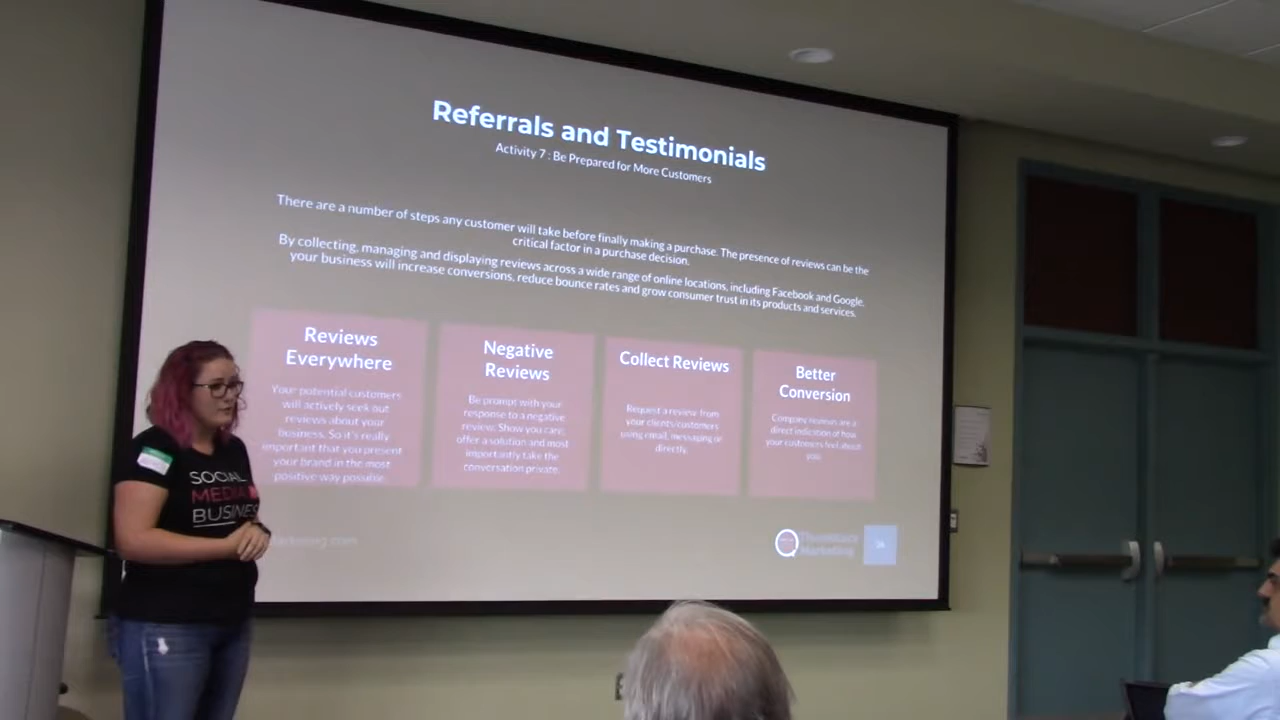 Referrals and Testimonials
Activity 7 : Be Prepared for More Customers
There are a number of steps any customer will take before finally making a purchase. The presence of reviews can be the
critical factor in a purchase decision.
By collecting, managing and displaying reviews across a wide range of online locations, including Facebook and Google,
your business will increase conversions, reduce bounce rates and grow consumer trust in its products and services.
Reviews
Everywhere
Your potential customers
will actively seek out
reviews about your
business. So it's really
important that you present
your brand in the most
positive way possible.
Negative
Reviews
Be prompt with your
response to a negative
review. Show you care,
offer a solution and most
importantly take the
conversation private.
Collect Reviews
Request a review from
your clients/customers
using email, messaging or
directly.
Better
Conversion
Company reviews are a
direct indication of how
your customers feel about
you.
SOCIAL
MEDIA
BUSINES
Marketing